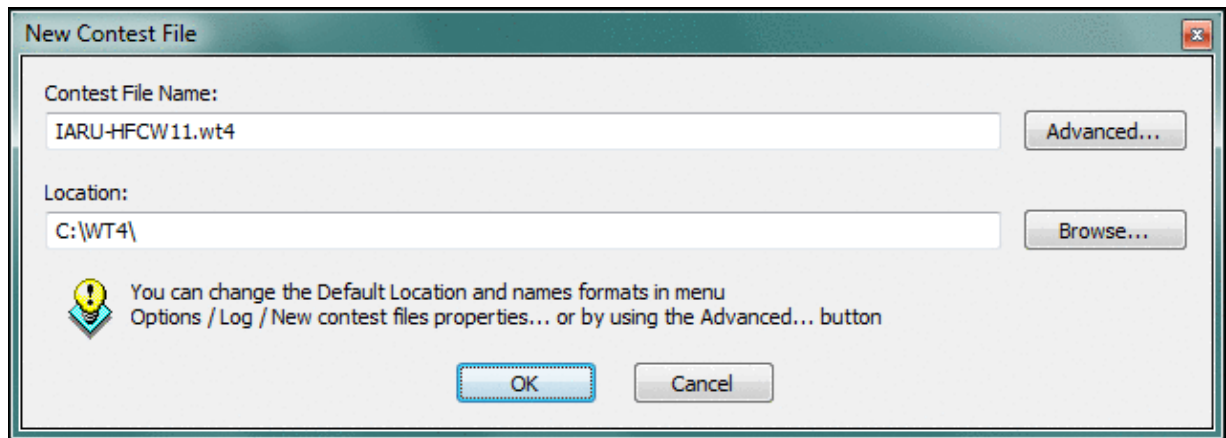 New Contest File
Contest File Name:
IARU-HFCW11.wt4
Advanced...
Location:
C:\WT4\
Browse...
You can change the Default Location and names formats in menu
Options / Log / New contest files properties... or by using the Advanced... button
OK
Cancel